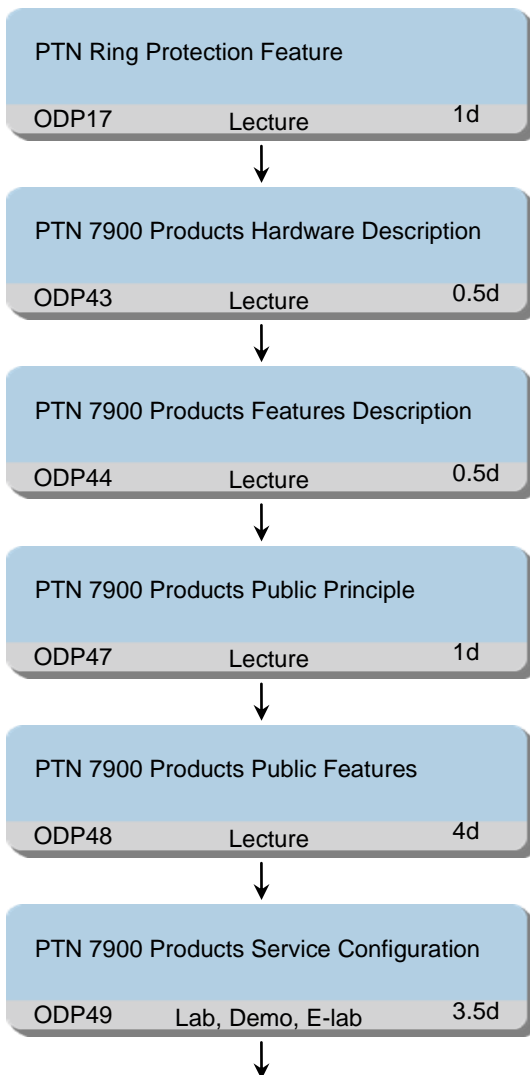 PTN Ring Protection Feature
ODP17 Lecture 1d
PTN 7900 Products Hardware Description
ODP43 Lecture 0.5d
PTN 7900 Products Features Description
ODP44 Lecture 0.5d
PTN 7900 Products Public Principle
ODP47 Lecture 1d
PTN 7900 Products Public Features
ODP48 Lecture 4d
PTN 7900 Products Service Configuration
ODP49 Lab, Demo, E-lab 3.5d